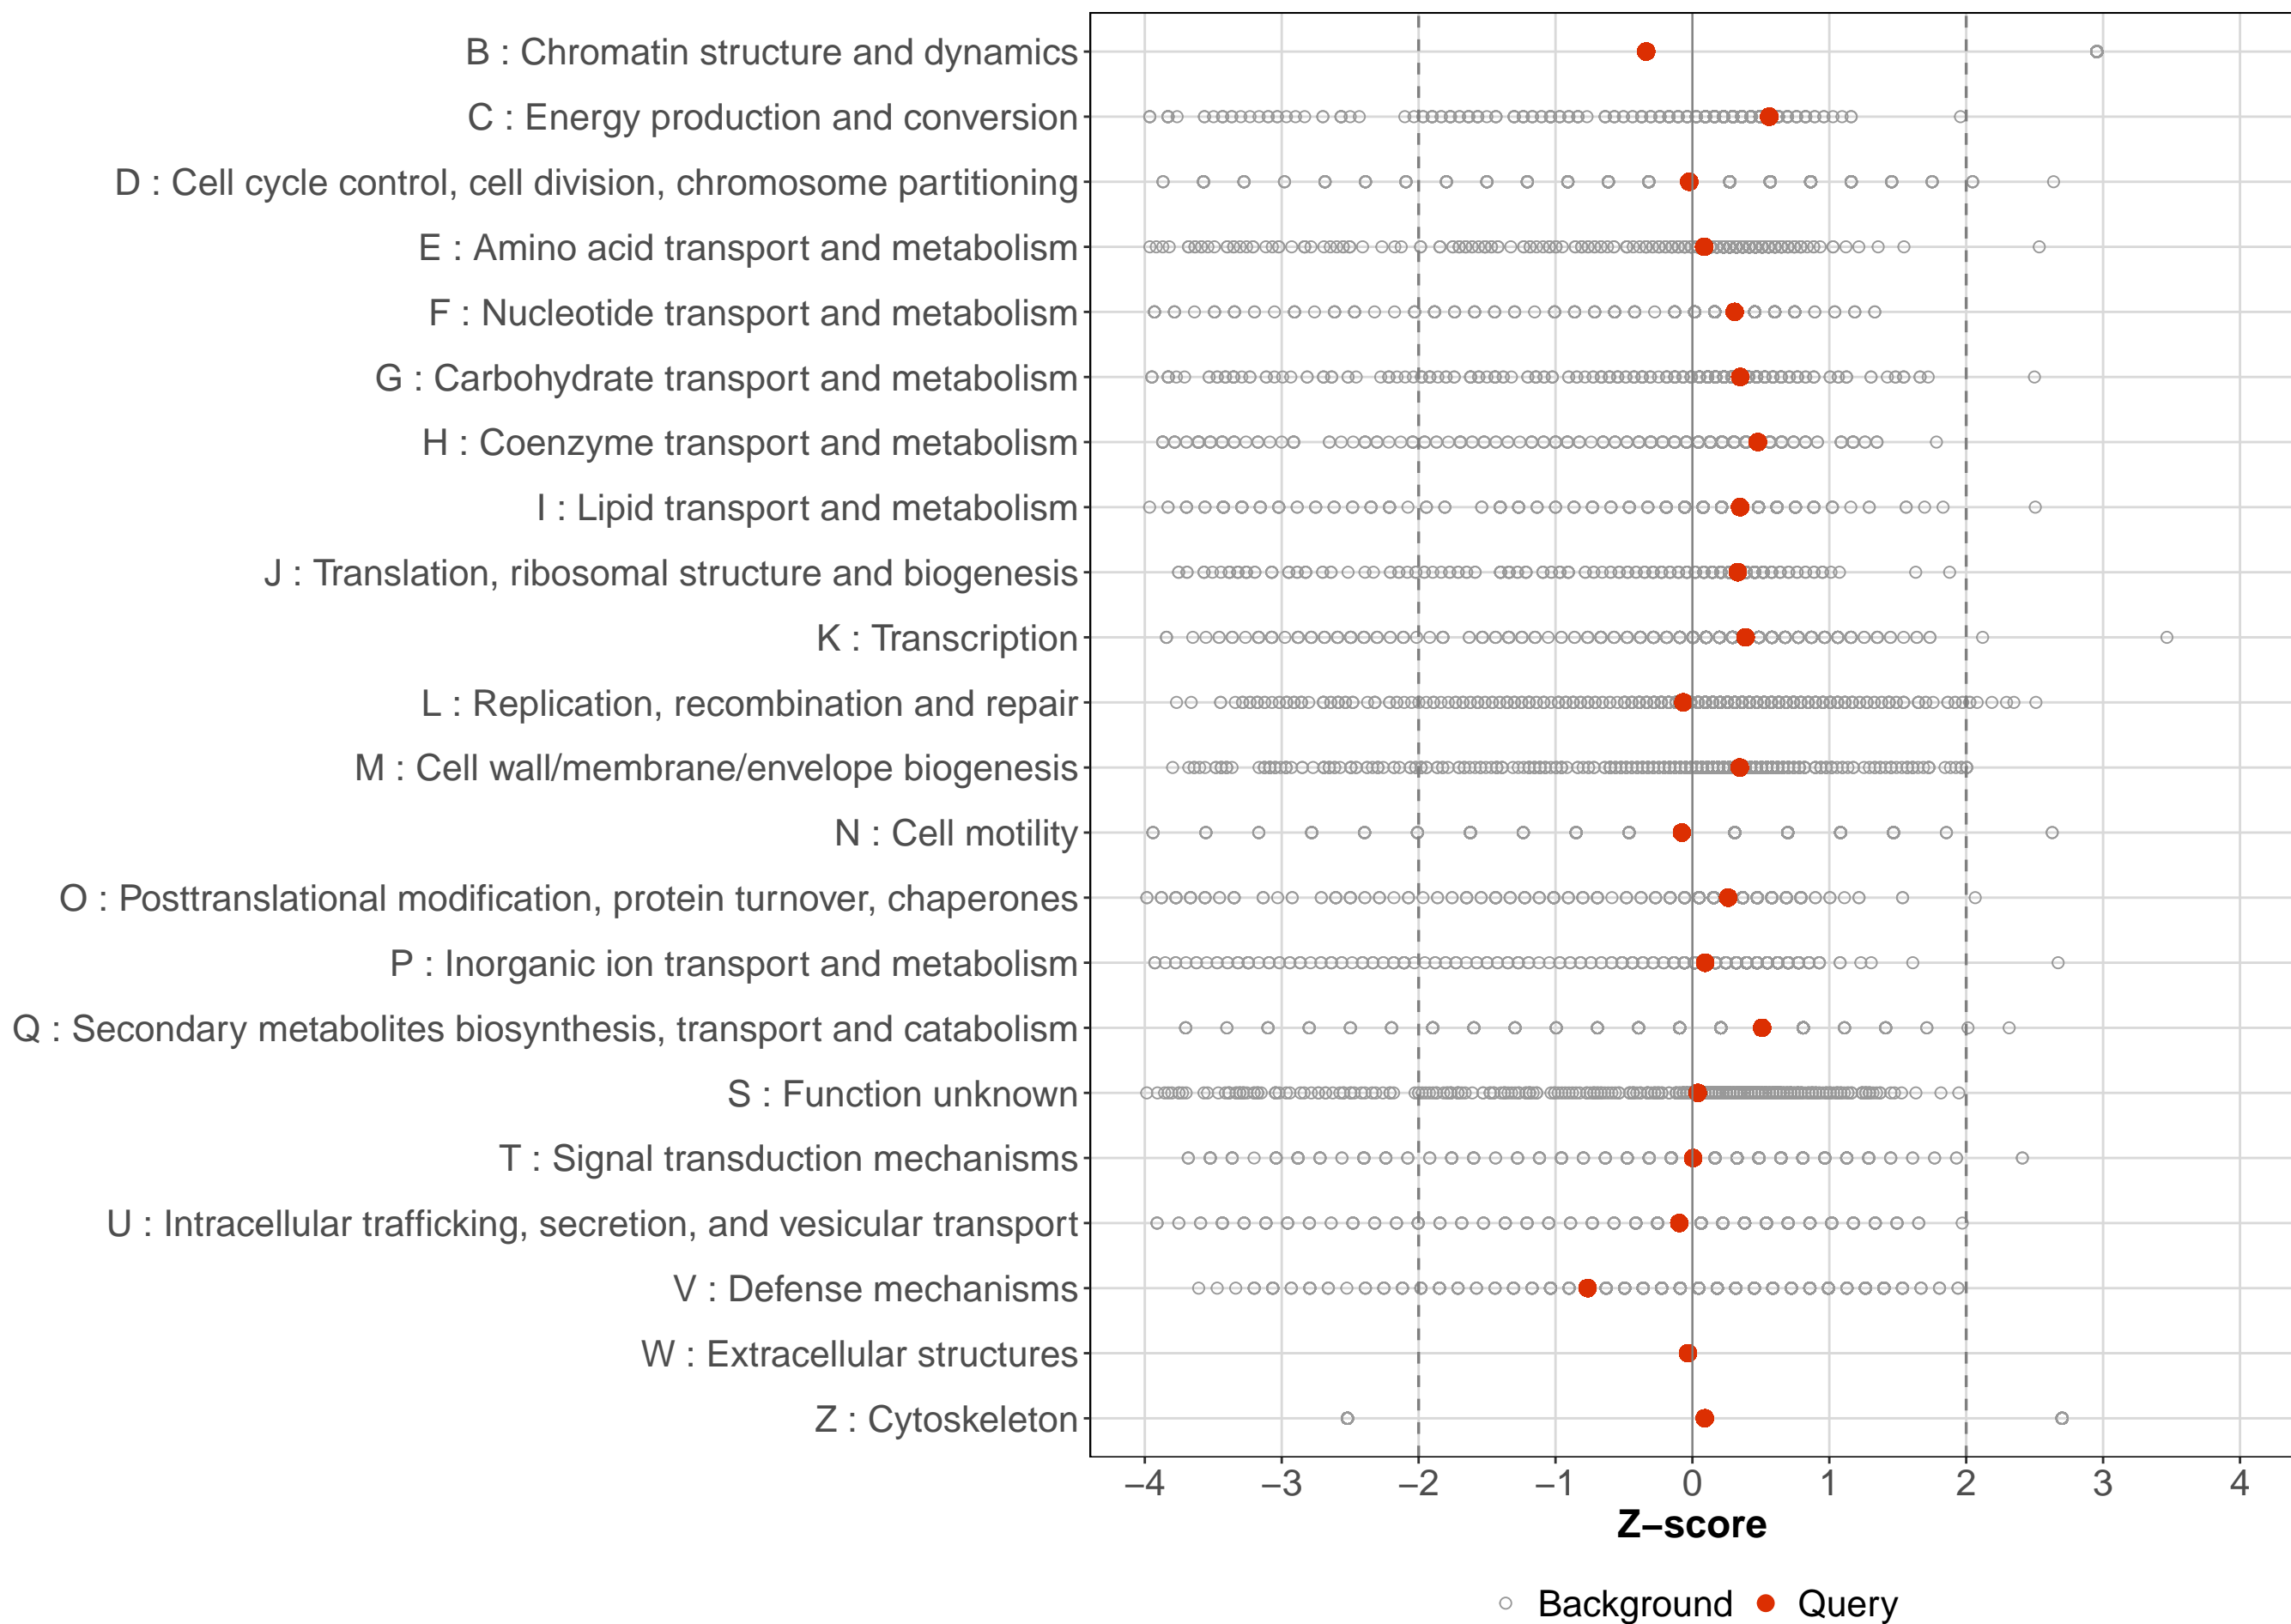 B : Chromatin structure and dynamics
C : Energy production and conversion
D : Cell cycle control, cell division, chromosome partitioning
E : Amino acid transport and metabolism
F : Nucleotide transport and metabolism
G : Carbohydrate transport and metabolism
H : Coenzyme transport and metabolism
I : Lipid transport and metabolism
J : Translation, ribosomal structure and biogenesis
K : Transcription
L : Replication, recombination and repair
M : Cell wall/membrane/envelope biogenesis
N : Cell motility
O : Posttranslational modification, protein turnover, chaperones
P : Inorganic ion transport and metabolism
Q : Secondary metabolites biosynthesis, transport and catabolism
S : Function unknown
T : Signal transduction mechanisms
U : Intracellular trafficking, secretion, and vesicular transport
V : Defense mechanisms
W : Extracellular structures
Z : Cytoskeleton
−4 −3 −2 −1 0 1 2 3 4
Z−score
Background Query